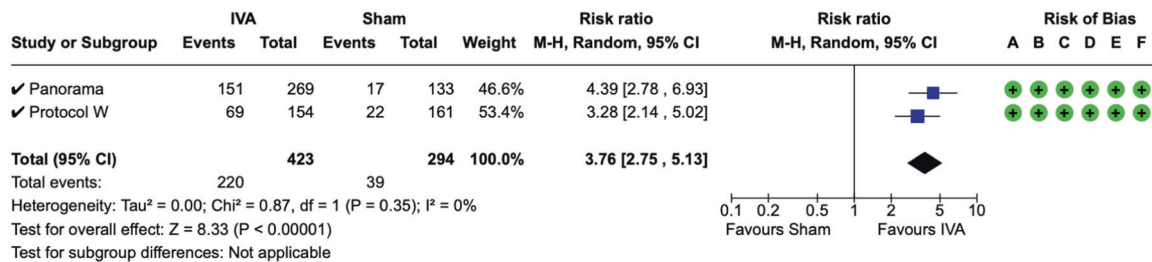 IVA Sham Risk ratio Risk ratio Risk of Bias
Study or Subgroup Events Total Events Total Weight M-H, Random, 95% CI M-H, Random, 95% CI A B C D E F
✔ Panorama 151 269 17 133 46.6% 4.39 [2.78 , 6.93] + + + + + +
✔ Protocol W 69 154 22 161 53.4% 3.28 [2.14 , 5.02] + + + + + +
Total (95% CI) 423 294 100.0% 3.76 [2.75 , 5.13]
Total events: 220 39
Heterogeneity: Tau² = 0.00; Chi² = 0.87, df = 1 (P = 0.35); I² = 0%
0.1 0.2 0.5 1 2 5 10
Test for overall effect: Z = 8.33 (P < 0.00001)
Favours Sham Favours IVA
Test for subgroup differences: Not applicable